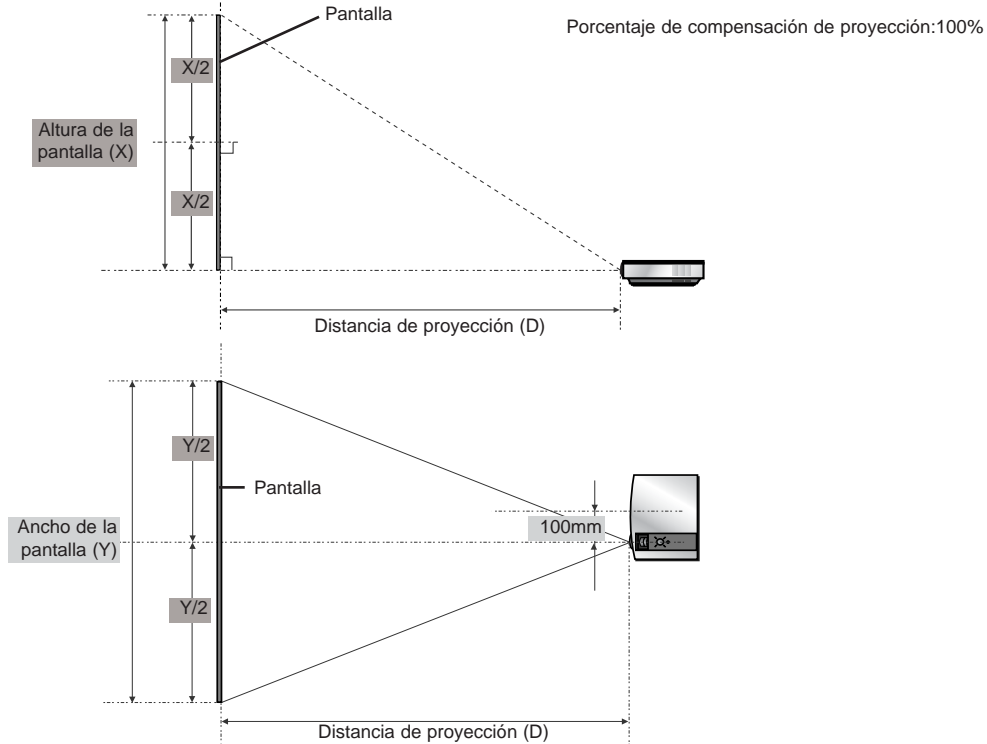 Pantalla
Porcentaje de compensación de proyección:100%
X/2
Altura de la
pantalla (X)
X/2
Distancia de proyección (D)
Y/2
Pantalla
100mm
Ancho de la
pantalla (Y)
Y/2
Distancia de proyección (D)